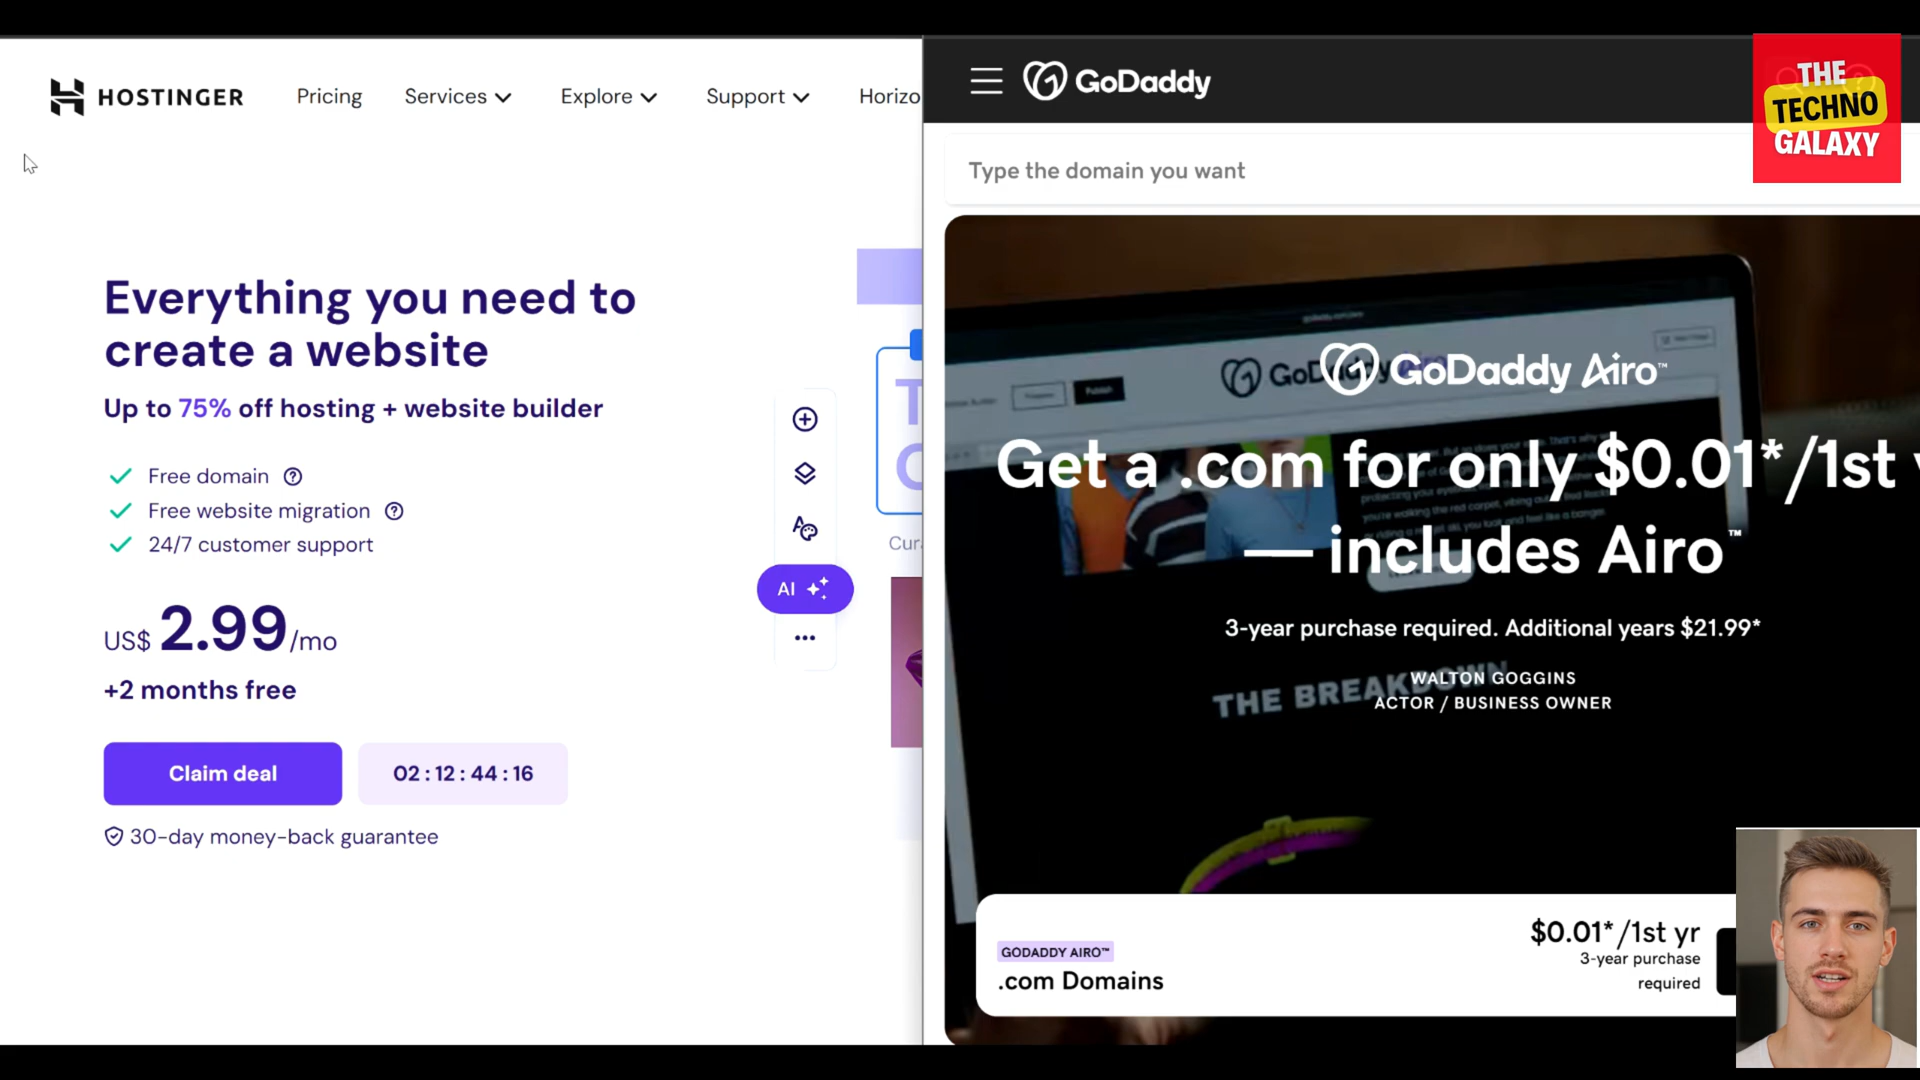 HOSTINGER
Pricing
Services
Explore
Support
Horizo
Everything you need to
create a website
Up to 75% off hosting + website builder
Free domain
Free website migration
24/7 customer support
US$ 2.99/mo
+2 months free
Claim deal
02 : 12 : 44 : 16
30-day money-back guarantee
AI
Cur
GoDaddy
Type the domain you want
GoDaddy Airo™
Get a .com for only $0.01*/1st
— includes Airo™
3-year purchase required. Additional years $21.99*
THE BREAKDOWN
WALTON GOGGINS
ACTOR / BUSINESS OWNER
GODADDY AIRO™
.com Domains
$0.01*/1st yr
3-year purchase
required
THE
TECHNO
GALAXY